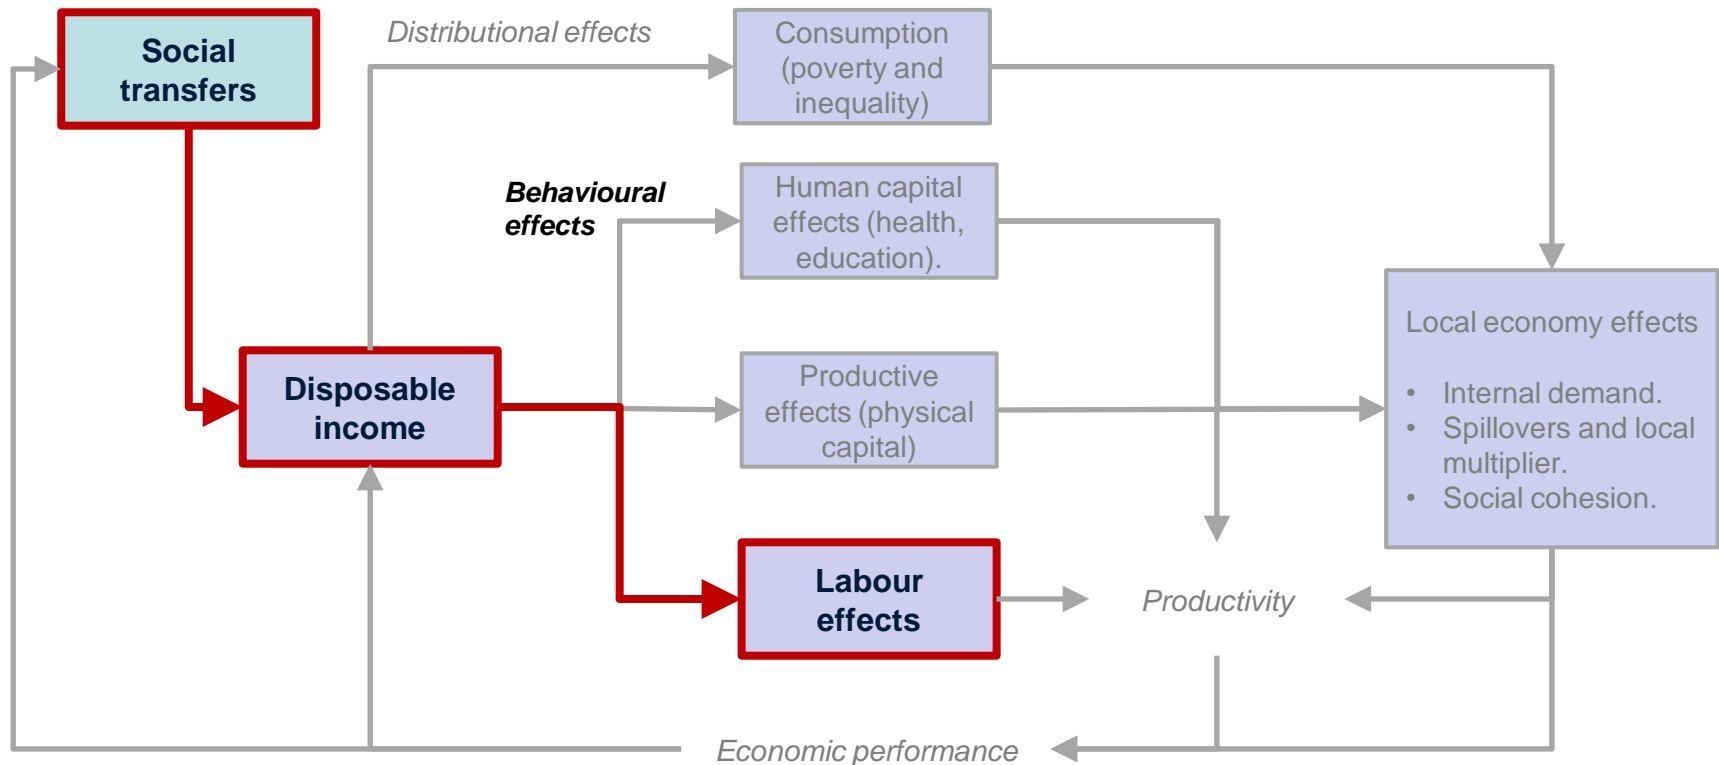 Social
transfers
Distributional effects
Consumption
(poverty and
inequality)
Behavioural
effects
Human capital
effects (health,
education).
Disposable
income
Productive
effects (physical
capital)
Local economy effects
• Internal demand.
• Spillovers and local
multiplier.
• Social cohesion.
Labour
effects
Productivity
Economic performance